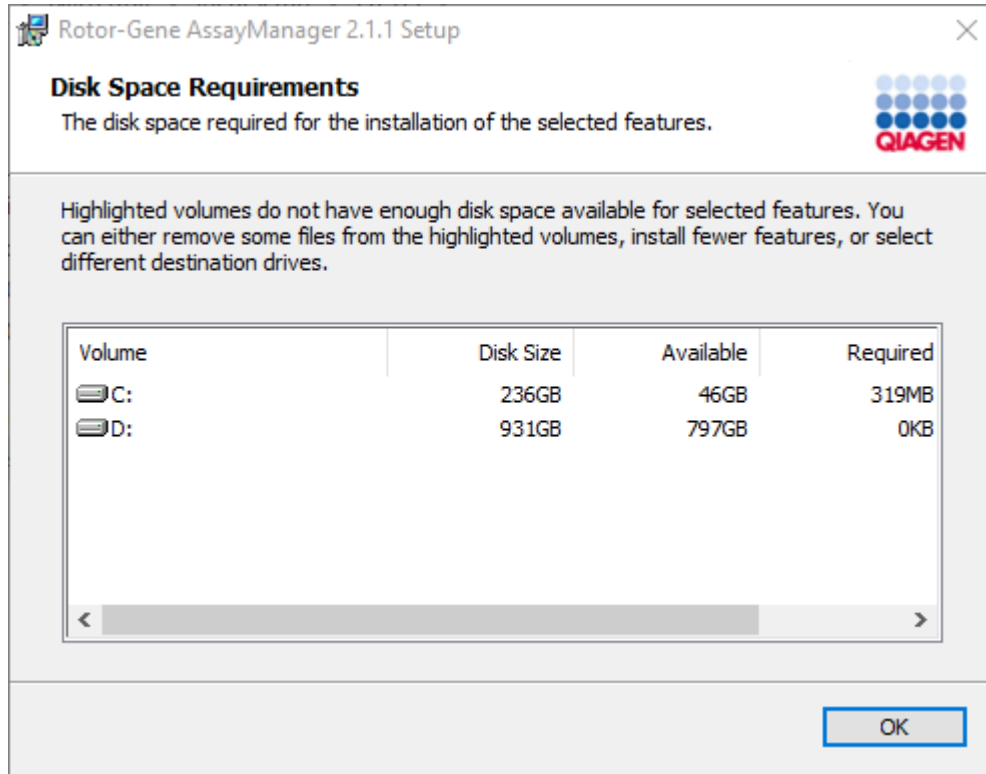 Rotor-Gene AssayManager 2.1.1 Setup
Disk Space Requirements
The disk space required for the installation of the selected features.
QIAGEN
Highlighted volumes do not have enough disk space available for selected features. You
can either remove some files from the highlighted volumes, install fewer features, or select
different destination drives.
Volume Disk Size Available Required
C: 236GB 46GB 319MB
D: 931GB 797GB 0KB
OK